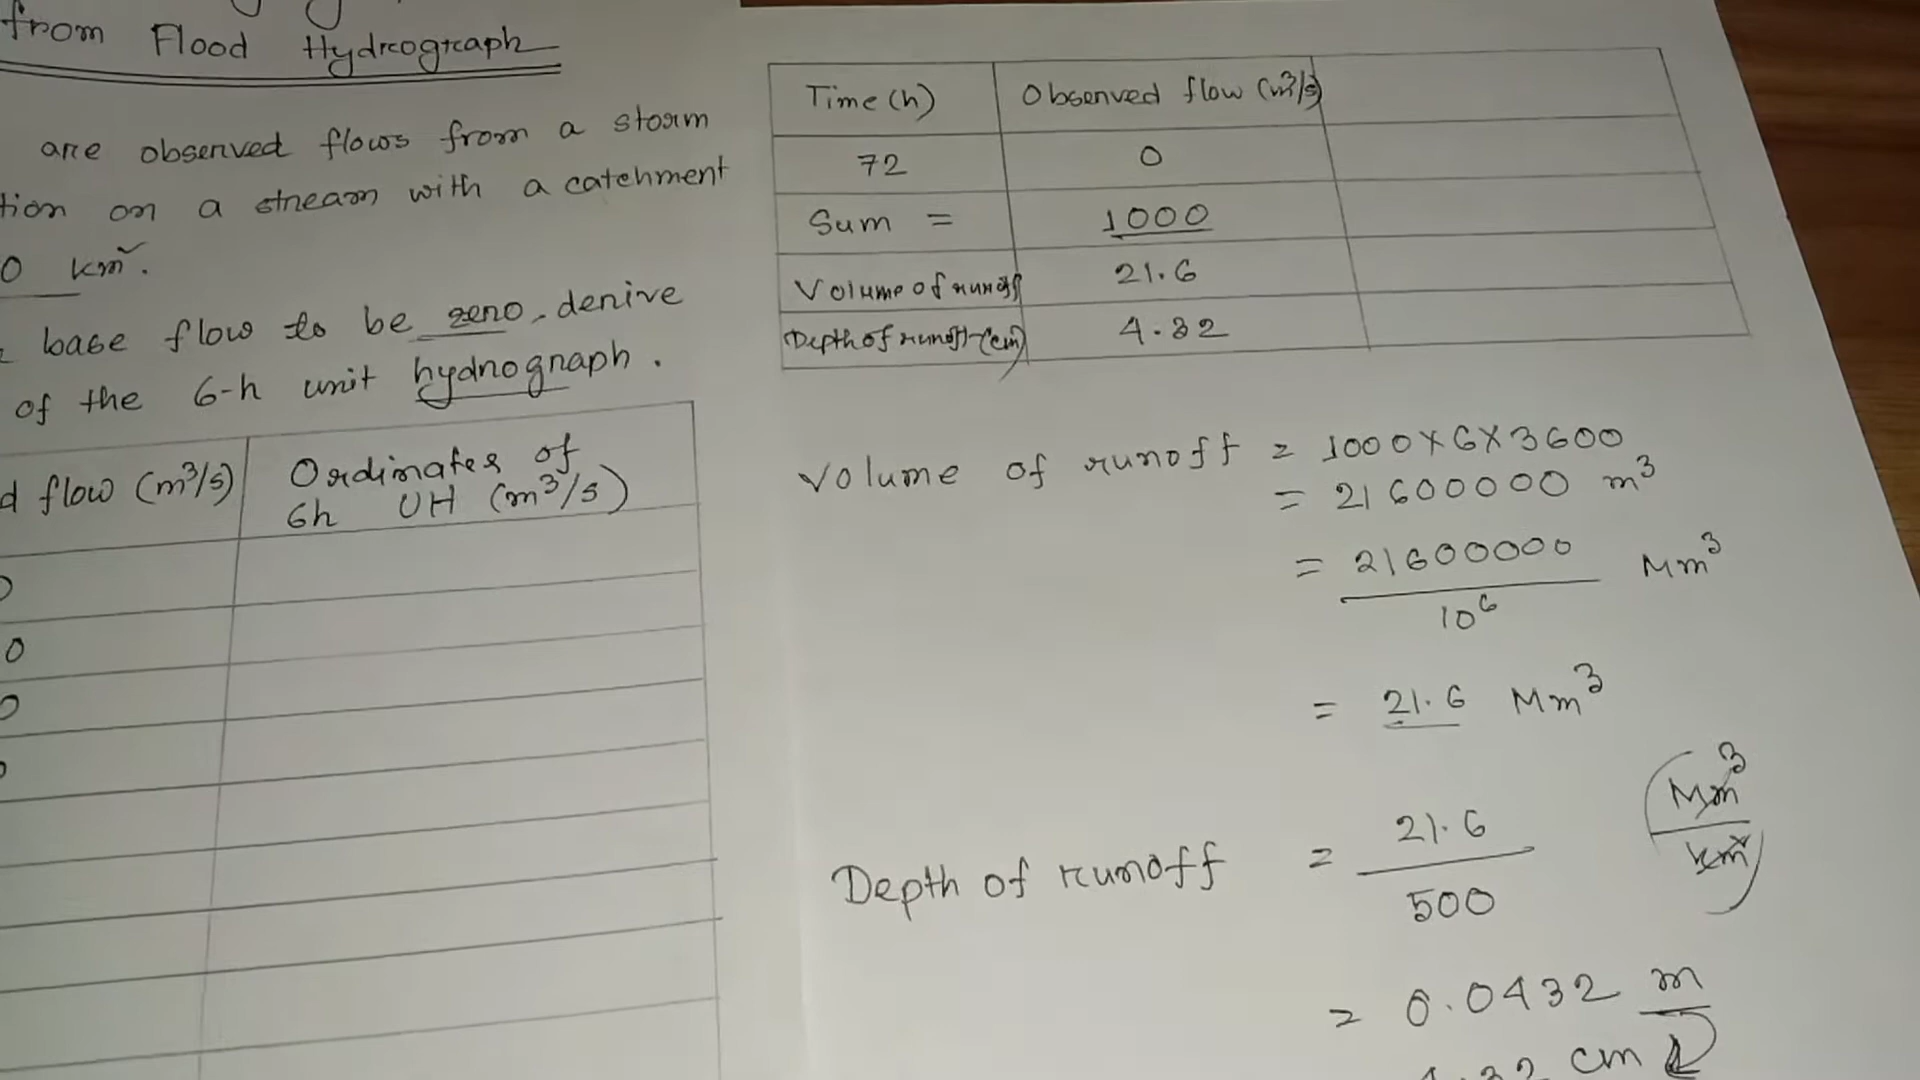 from Flood Hydrograph
are observed flows from a storm
tion on a stream with a catchment
0 km².
base flow to be zero, derive
of the 6-h unit hydrograph.
d flow (m³/s) Ordinates of
6h UH (m³/s)
0
0
0
0
Time (h) Observed flow (m³/s)
72 0
Sum = 1000
Volume of runoff 21.6
Depth of runoff (cm) 4.32
Volume of runoff = 1000×6×3600
= 21600000 m³
= 21600000 / 10⁶ Mm³
= 21.6 Mm³
Depth of runoff = 21.6 / 500 (Mm³ / km²)
= 0.0432 m
4.32 cm